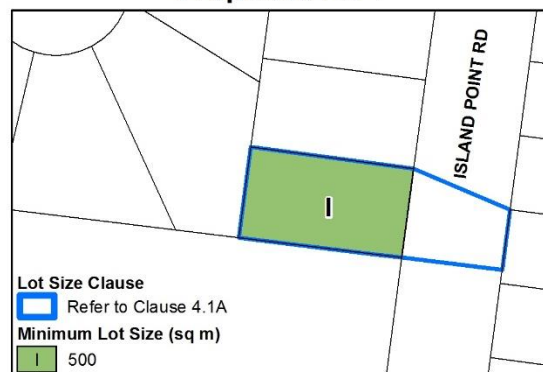 ISLAND POINT RD
I
Lot Size Clause
Refer to Clause 4.1A
Minimum Lot Size (sq m)
I 500